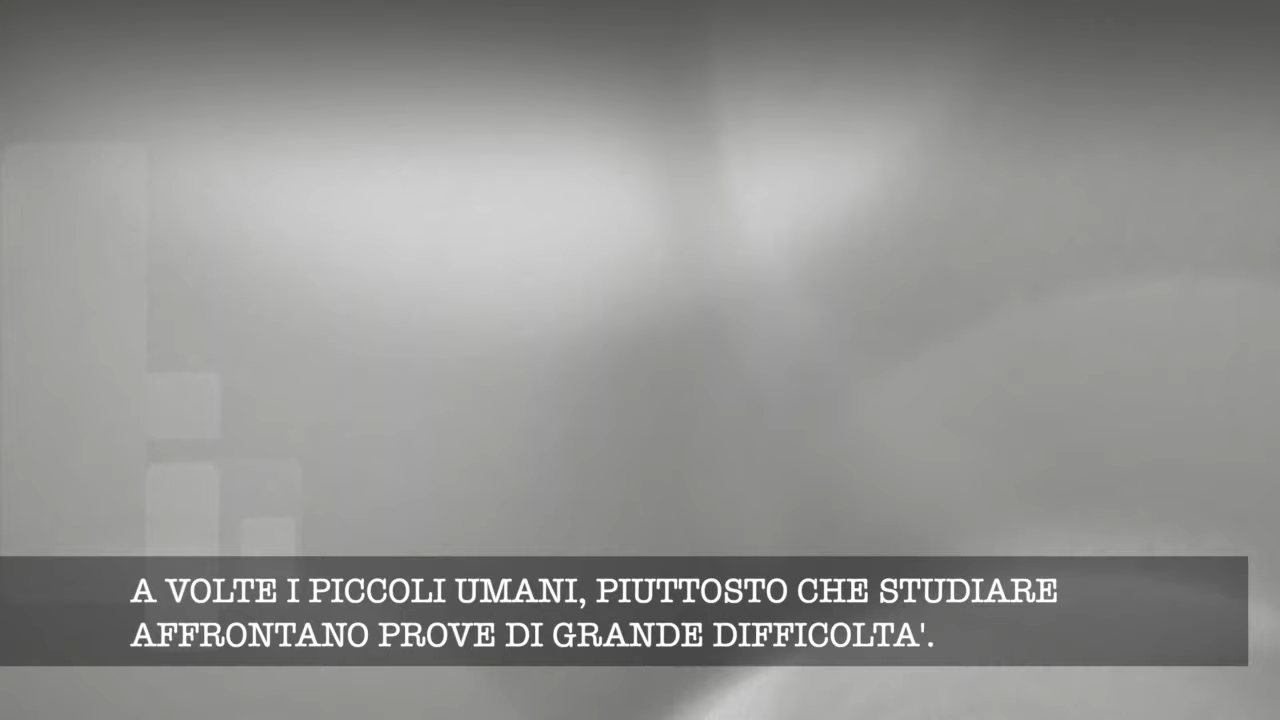 A VOLTE I PICCOLI UMANI, PIUTTOSTO CHE STUDIARE
AFFRONTANO PROVE DI GRANDE DIFFICOLTA'.